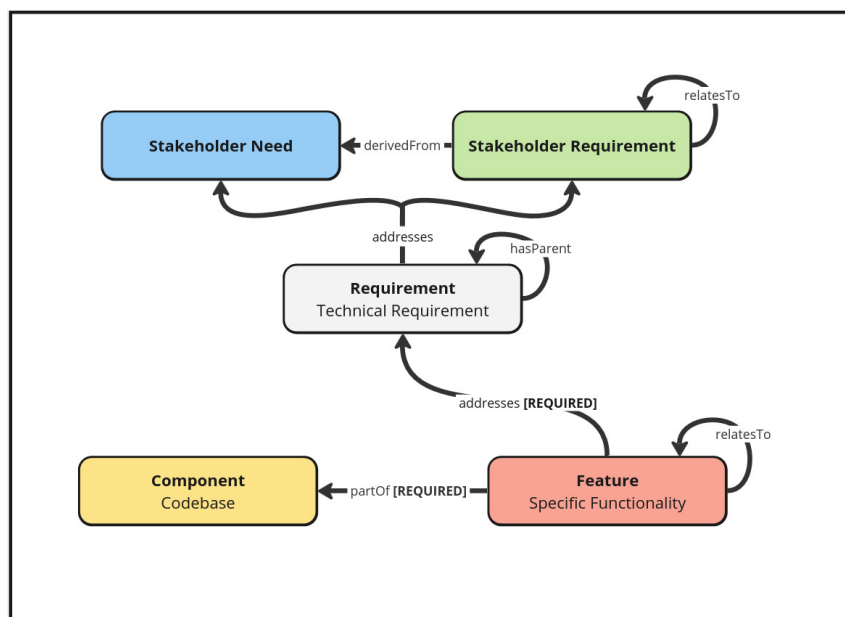 relatesTo
Stakeholder Need
derivedFrom
Stakeholder Requirement
addresses
hasParent
Requirement
Technical Requirement
addresses [REQUIRED]
relatesTo
Component
Codebase
partOf [REQUIRED]
Feature
Specific Functionality